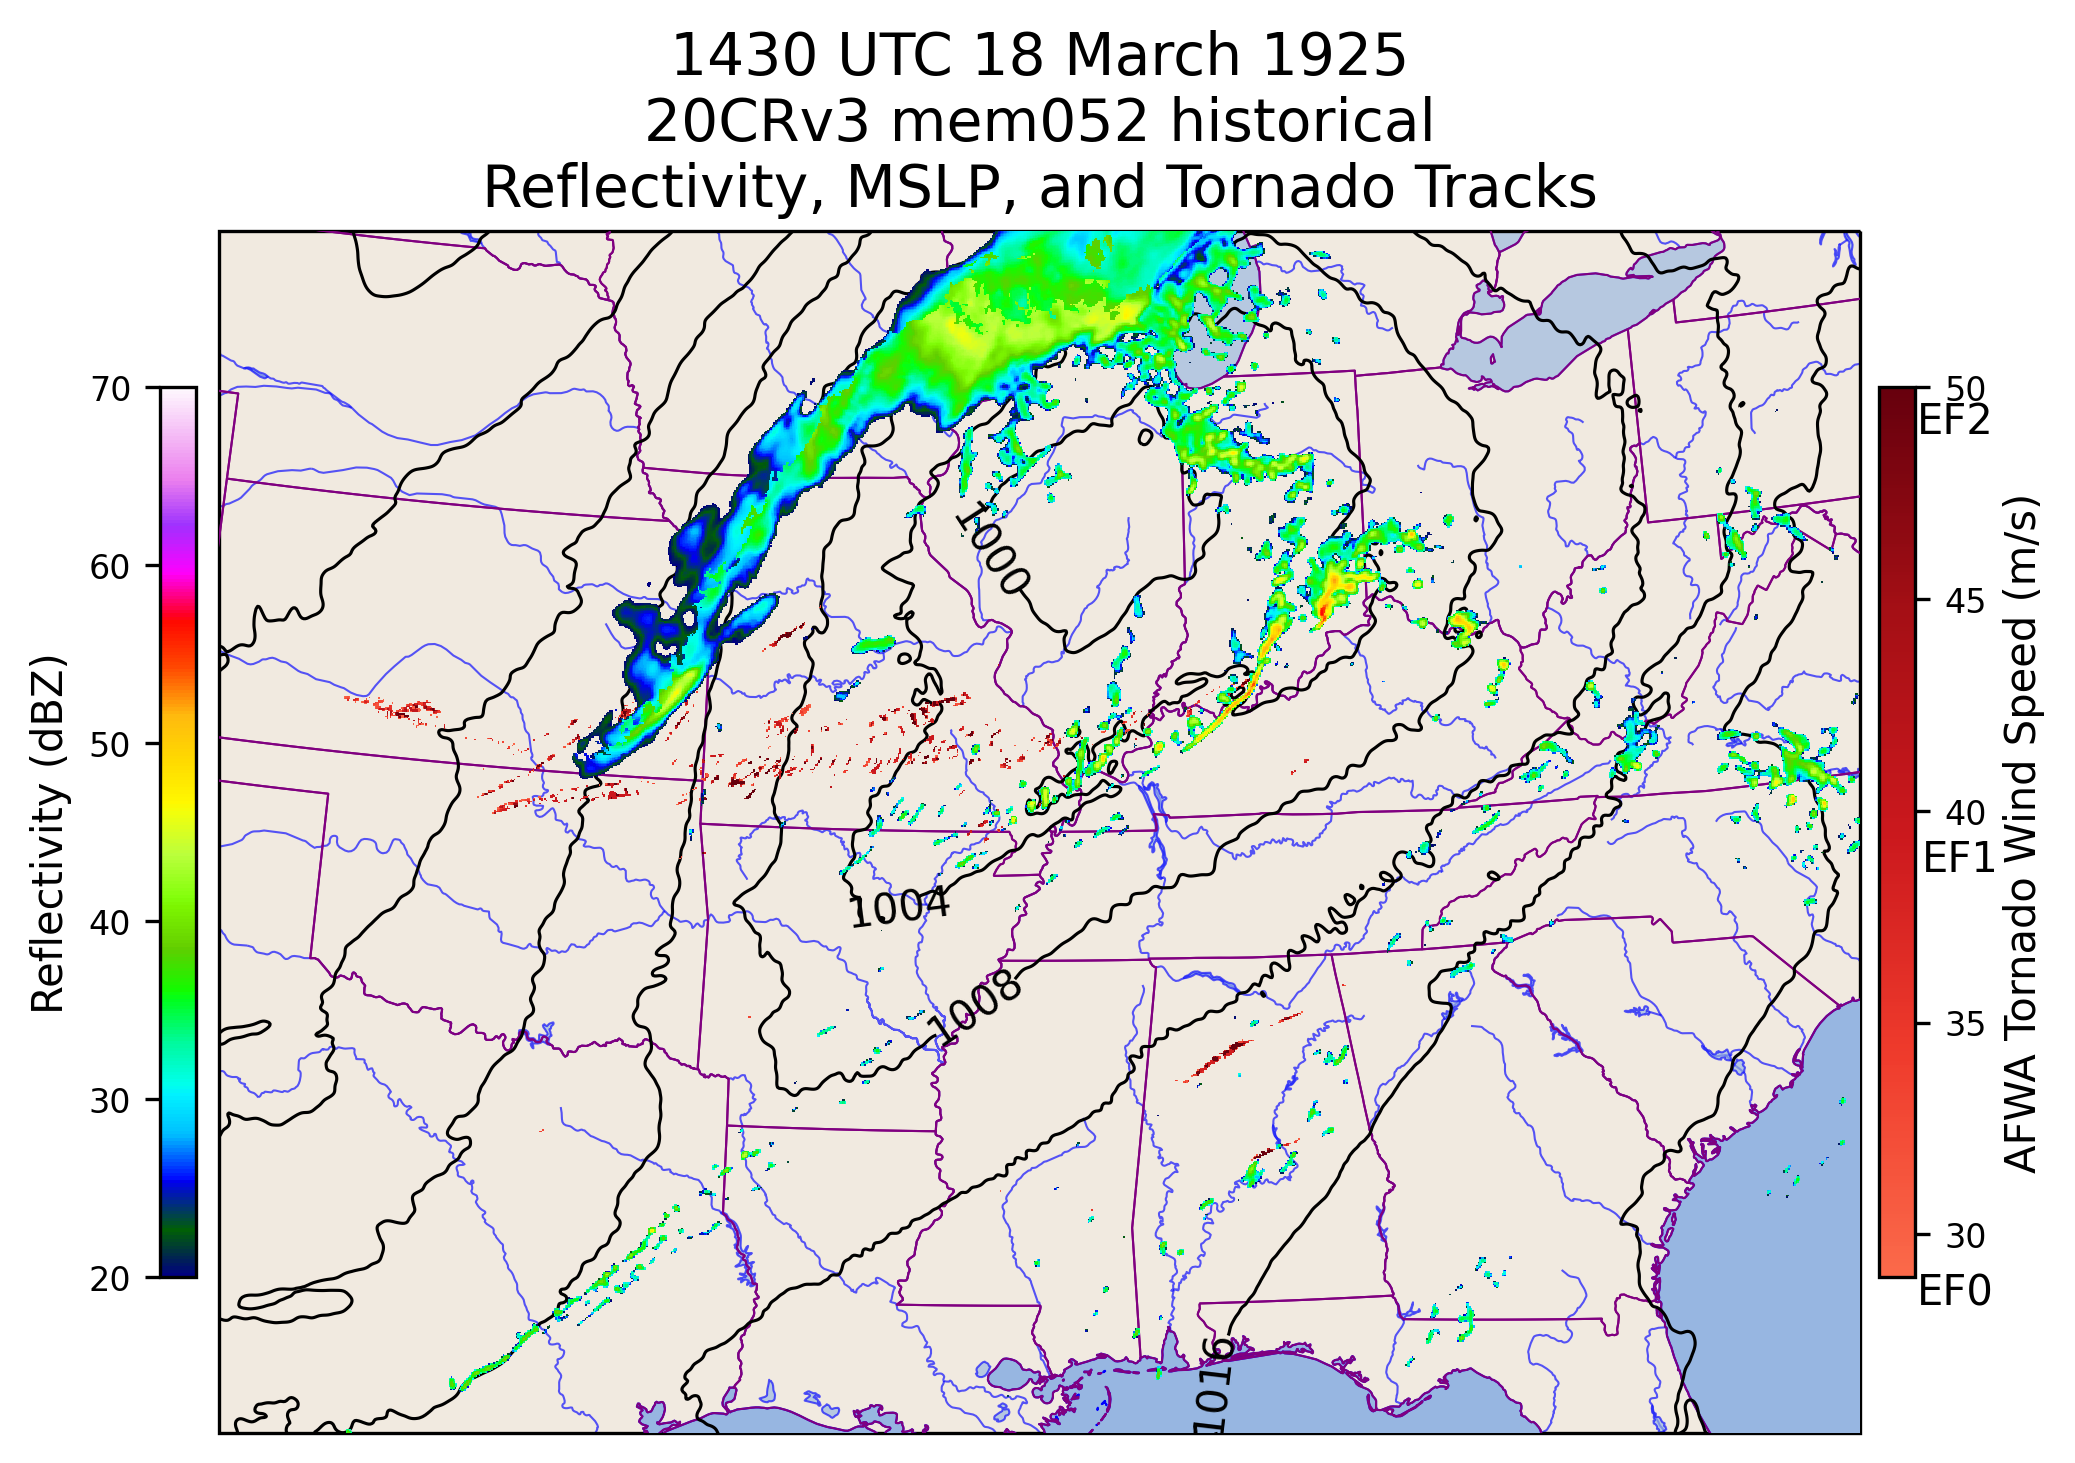 1430 UTC 18 March 1925
20CRv3 mem052 historical
Reflectivity, MSLP, and Tornado Tracks
Reflectivity (dBZ)
70
60
50
40
30
20
1000
1004
1008
1016
50
EF2
45
40
EF1
35
30
EF0
AFWA Tornado Wind Speed (m/s)